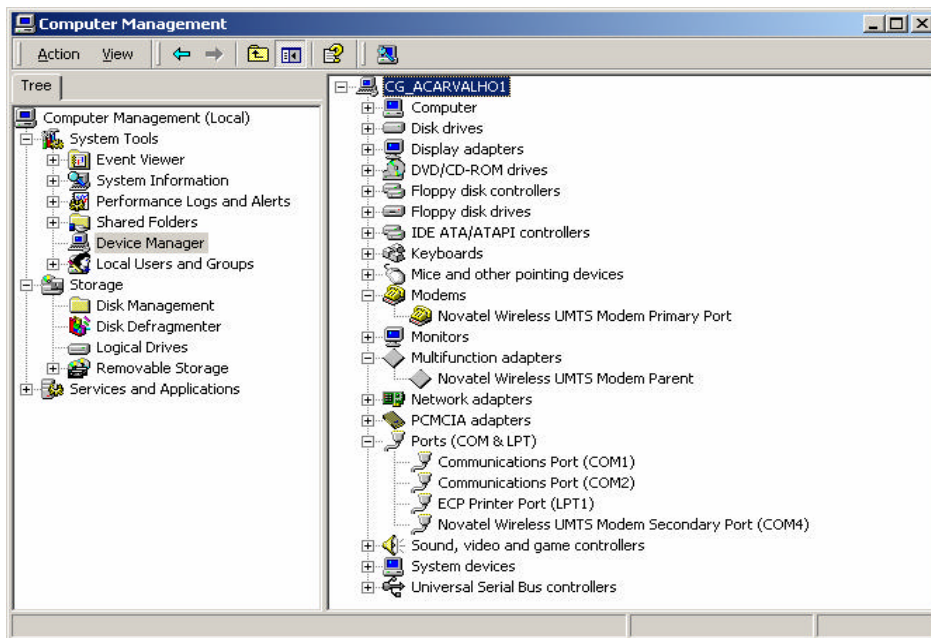 Computer Management
Action View
Tree
Computer Management (Local)
System Tools
Event Viewer
System Information
Performance Logs and Alerts
Shared Folders
Device Manager
Local Users and Groups
Storage
Disk Management
Disk Defragmenter
Logical Drives
Removable Storage
Services and Applications
CG_ACARVALHO1
Computer
Disk drives
Display adapters
DVD/CD-ROM drives
Floppy disk controllers
Floppy disk drives
IDE ATA/ATAPI controllers
Keyboards
Mice and other pointing devices
Modems
Novatel Wireless UMTS Modem Primary Port
Monitors
Multifunction adapters
Novatel Wireless UMTS Modem Parent
Network adapters
PCMCIA adapters
Ports (COM & LPT)
Communications Port (COM1)
Communications Port (COM2)
ECP Printer Port (LPT1)
Novatel Wireless UMTS Modem Secondary Port (COM4)
Sound, video and game controllers
System devices
Universal Serial Bus controllers